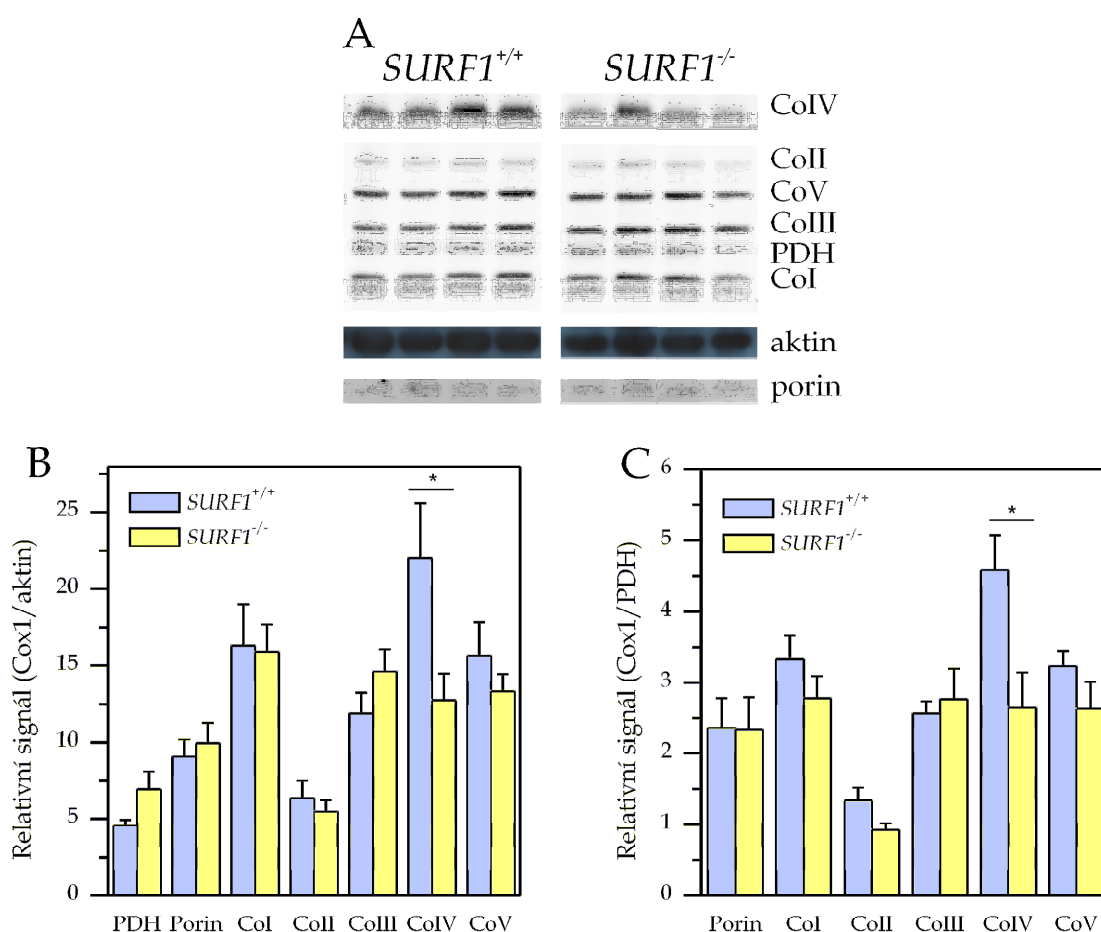 A
SURF1+/+ SURF1-/-
CoIV
CoII
CoV
CoIII
PDH
CoI
aktin
porin
B
Relativní signál (Cox1/aktin)
25
20
15
10
5
0
SURF1+/+
SURF1-/-
*
PDH Porin CoI CoII CoIII CoIV CoV
C
Relativní signál (Cox1/PDH)
6
5
4
3
2
1
0
SURF1+/+
SURF1-/-
*
Porin CoI CoII CoIII CoIV CoV